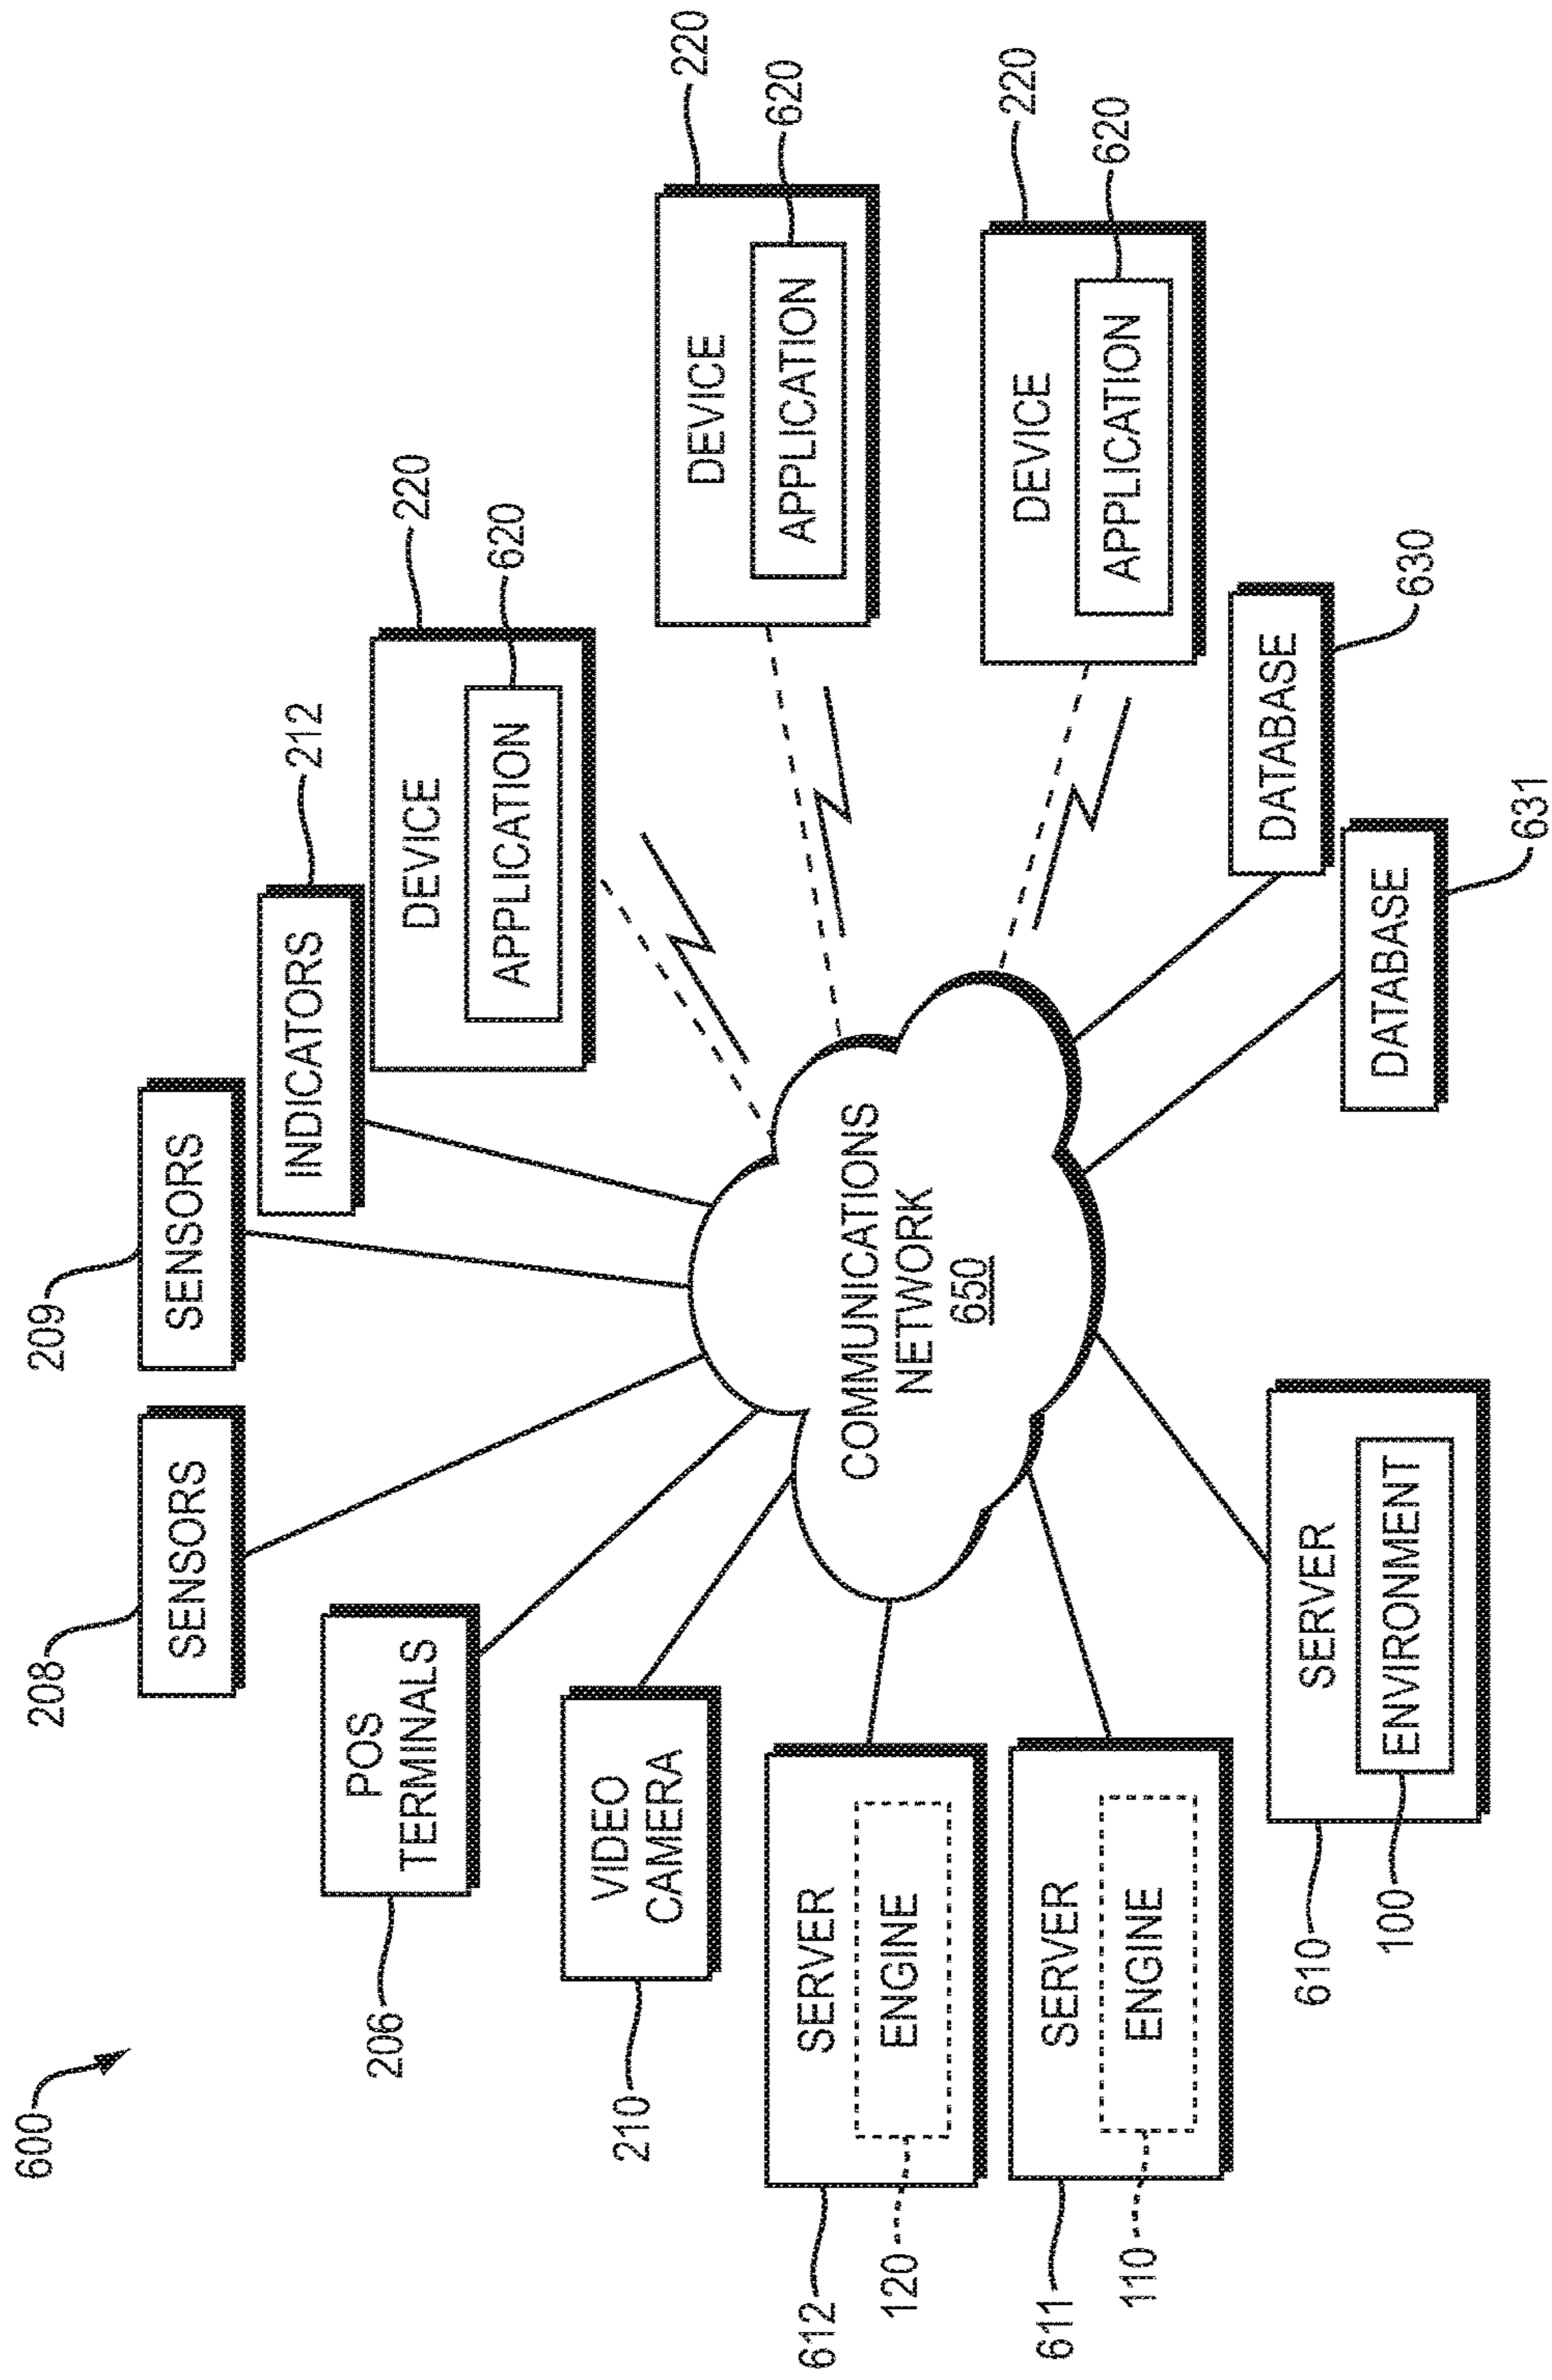 600
208
SENSORS
209
SENSORS
212
INDICATORS
206
POS
TERMINALS
220
620
DEVICE
APPLICATION
210
VIDEO
CAMERA
220
620
DEVICE
APPLICATION
612
120
SERVER
ENGINE
COMMUNICATIONS
NETWORK
650
220
620
DEVICE
APPLICATION
611
110
SERVER
ENGINE
610
100
SERVER
ENVIRONMENT
DATABASE
630
DATABASE
631